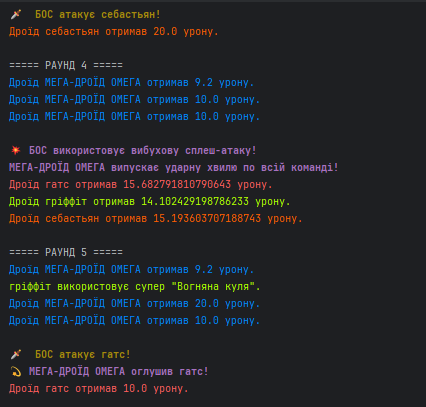 🎉 БОС атакує себастьян!
Дроїд себастьян отримав 20.0 урону.
===== РАУНД 4 =====
Дроїд МЕГА-ДРОЇД ОМЕГА отримав 9.2 урону.
Дроїд МЕГА-ДРОЇД ОМЕГА отримав 10.0 урону.
Дроїд МЕГА-ДРОЇД ОМЕГА отримав 10.0 урону.
💥 БОС використовує вибухову сплеш-атаку!
МЕГА-ДРОЇД ОМЕГА випускає ударну хвилю по всій команді!
Дроїд гатс отримав 15.682791810790643 урону.
Дроїд гріффіт отримав 14.102429198786233 урону.
Дроїд себастьян отримав 15.193603707188743 урону.
===== РАУНД 5 =====
Дроїд МЕГА-ДРОЇД ОМЕГА отримав 9.2 урону.
гріффіт використовує супер "Вогняна куля".
Дроїд МЕГА-ДРОЇД ОМЕГА отримав 20.0 урону.
Дроїд МЕГА-ДРОЇД ОМЕГА отримав 10.0 урону.
🎉 БОС атакує гатс!
💫 МЕГА-ДРОЇД ОМЕГА оглушив гатс!
Дроїд гатс отримав 10.0 урону.